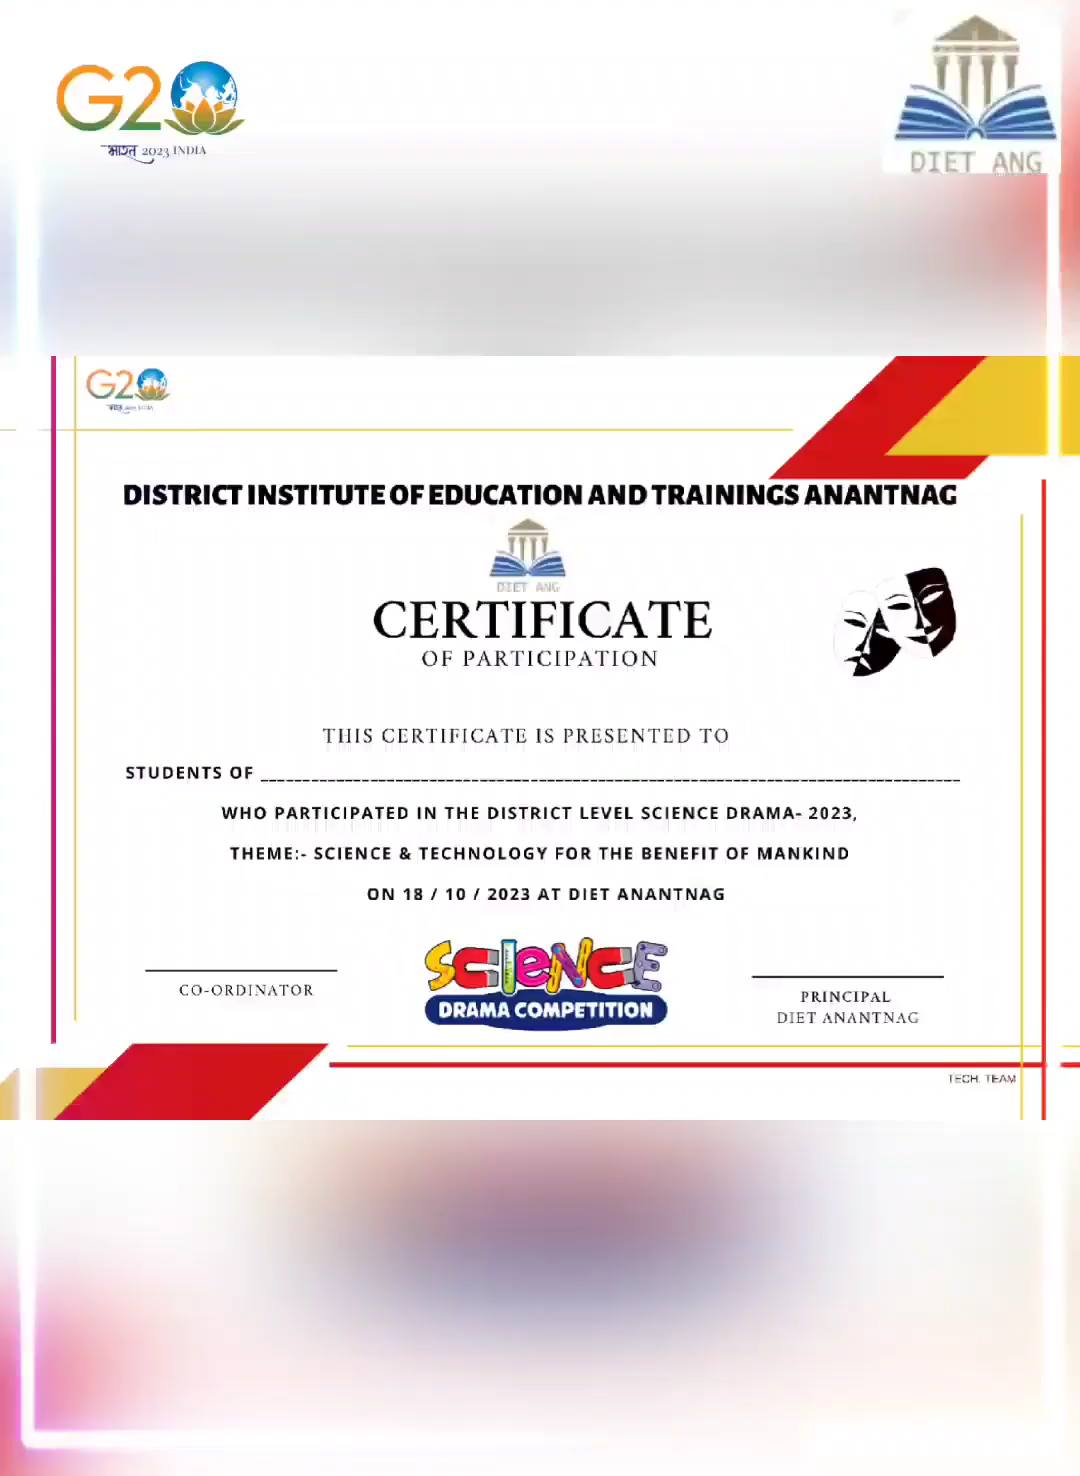 G20
भारत 2023 INDIA
DIET ANG
G20
DISTRICT INSTITUTE OF EDUCATION AND TRAININGS ANANTNAG
DIET ANG
CERTIFICATE
OF PARTICIPATION
THIS CERTIFICATE IS PRESENTED TO
STUDENTS OF
WHO PARTICIPATED IN THE DISTRICT LEVEL SCIENCE DRAMA- 2023,
THEME:- SCIENCE & TECHNOLOGY FOR THE BENEFIT OF MANKIND
ON 18 / 10 / 2023 AT DIET ANANTNAG
SCIENCE
DRAMA COMPETITION
CO-ORDINATOR
PRINCIPAL
DIET ANANTNAG
TECH. TEAM